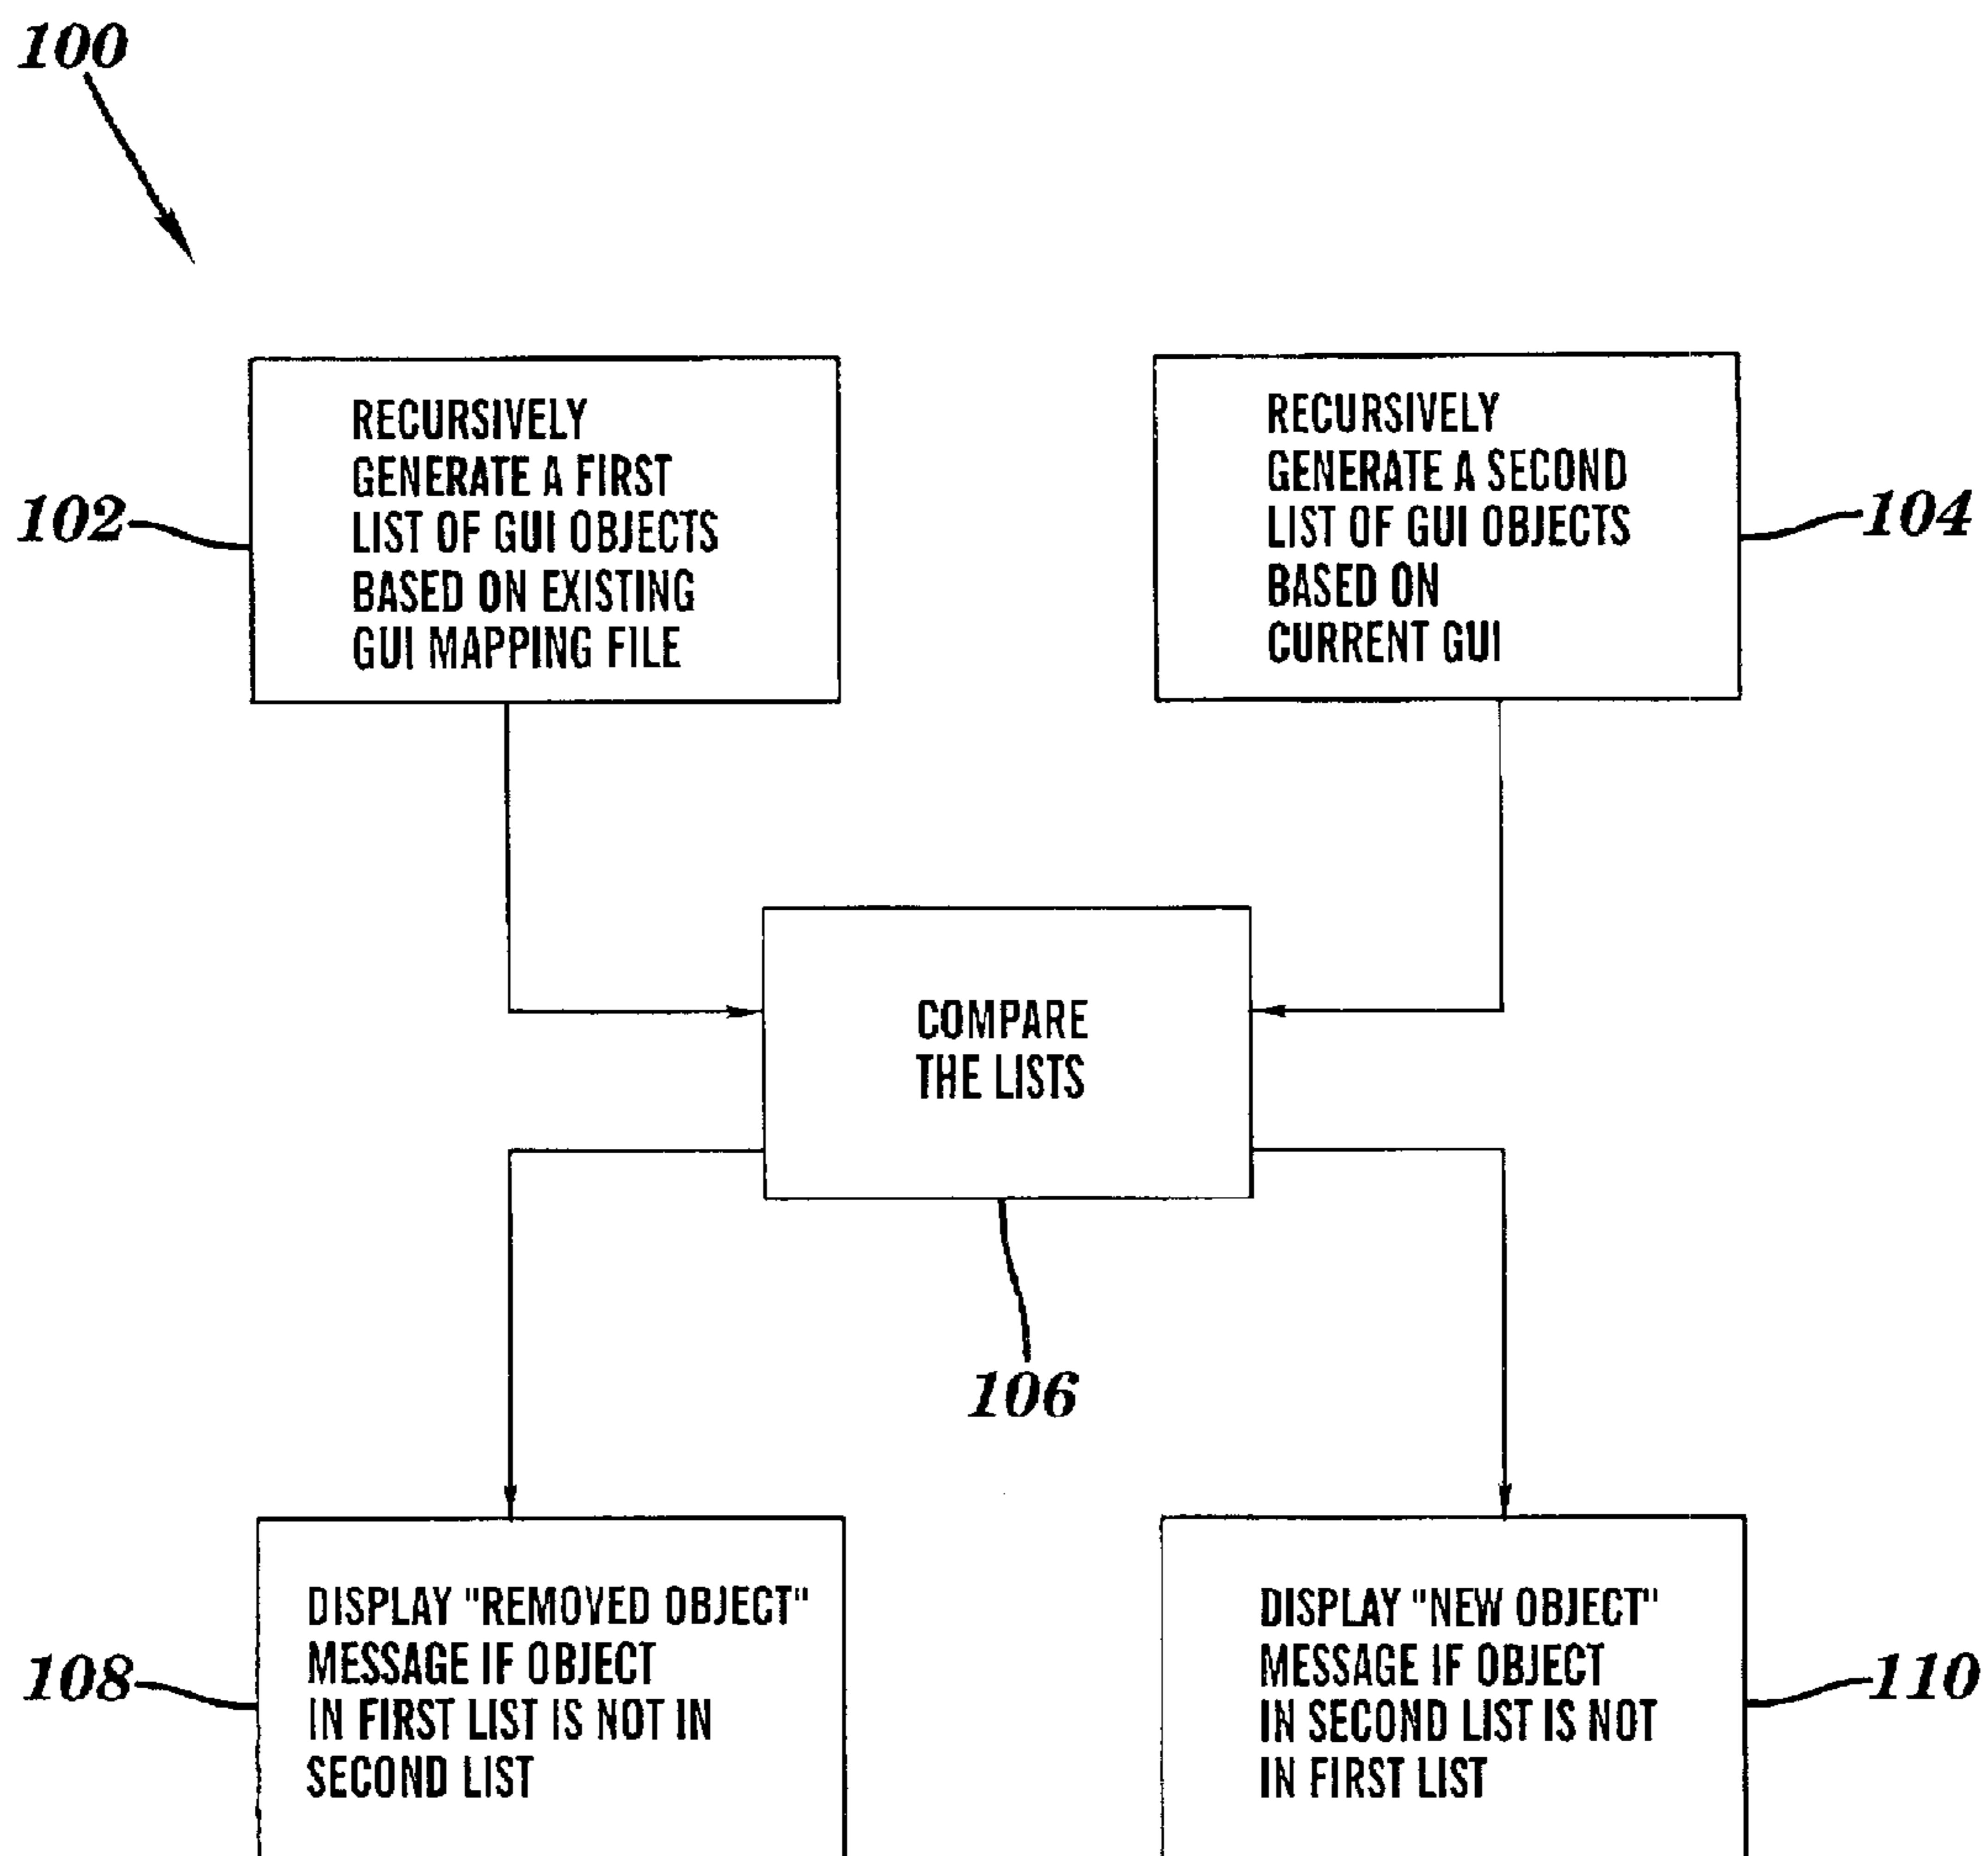 100
RECURSIVELY
GENERATE A FIRST
LIST OF GUI OBJECTS
BASED ON EXISTING
GUI MAPPING FILE
102
RECURSIVELY
GENERATE A SECOND
LIST OF GUI OBJECTS
BASED ON
CURRENT GUI
104
COMPARE
THE LISTS
106
DISPLAY "REMOVED OBJECT"
MESSAGE IF OBJECT
IN FIRST LIST IS NOT IN
SECOND LIST
108
DISPLAY "NEW OBJECT"
MESSAGE IF OBJECT
IN SECOND LIST IS NOT
IN FIRST LIST
110